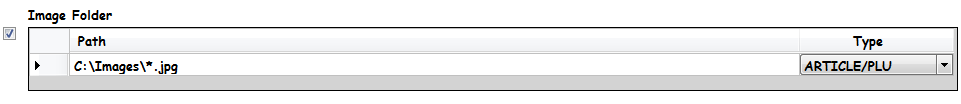 Image Folder
Path Type
C:\Images\*.jpg ARTICLE/PLU